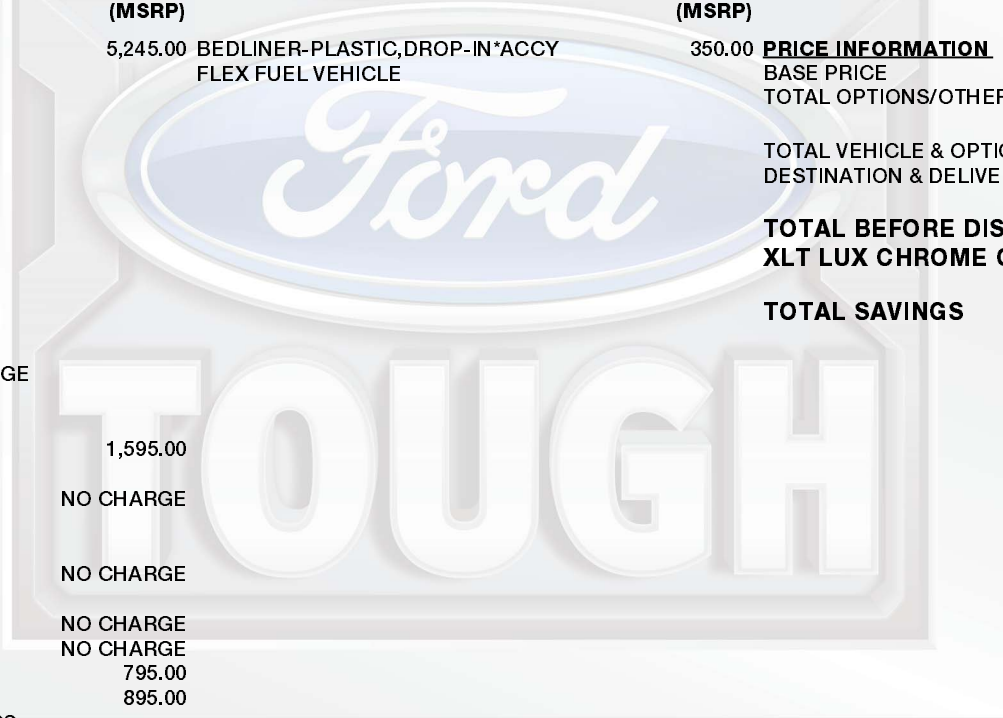 (MSRP) (MSRP)
5,245.00 BEDLINER-PLASTIC,DROP-IN*ACCY 350.00 PRICE INFORMATION
FLEX FUEL VEHICLE BASE PRICE
TOTAL OPTIONS/OTHER
TOTAL VEHICLE & OPTIO
DESTINATION & DELIVE
TOTAL BEFORE DIS
XLT LUX CHROME
TOTAL SAVINGS
Ford
TOUGH
GE
1,595.00
NO CHARGE
NO CHARGE
NO CHARGE
NO CHARGE
795.00
895.00